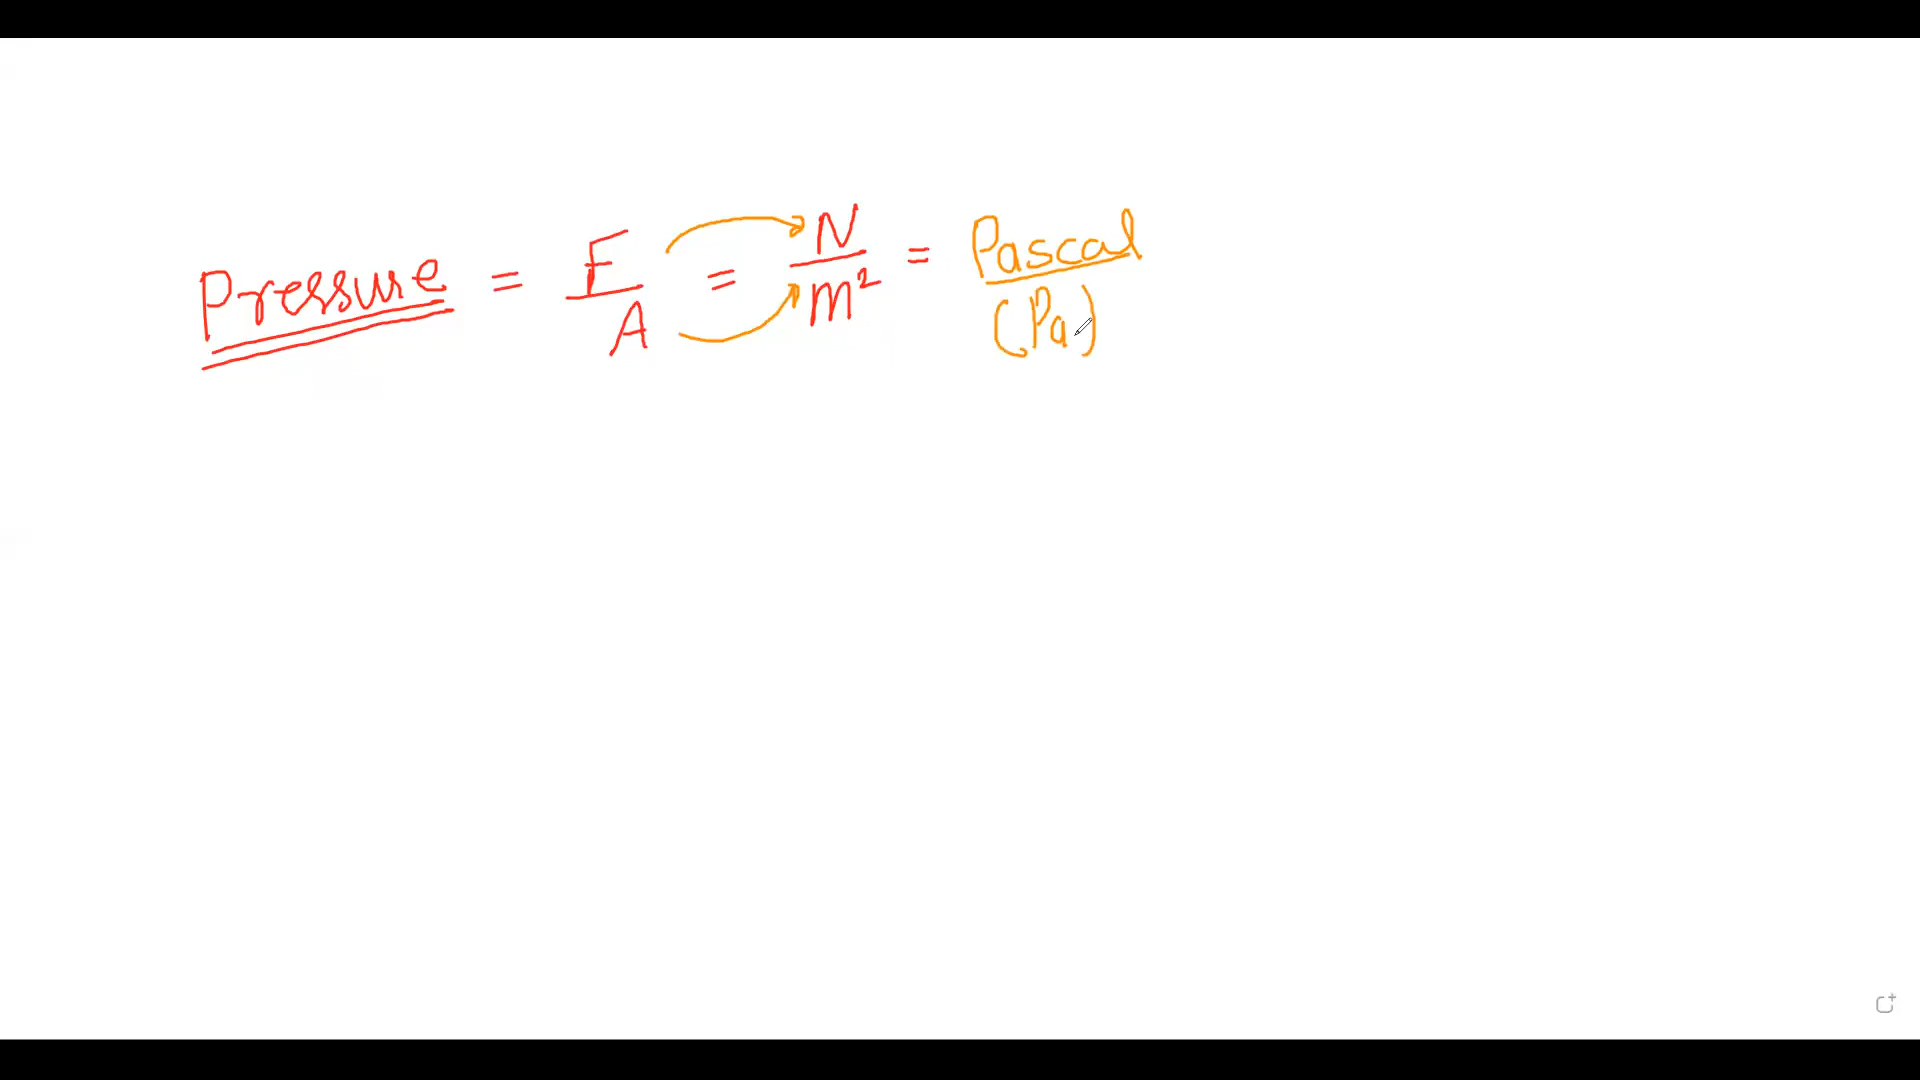 Pressure = F/A = N/m² = Pascal
(Pa)